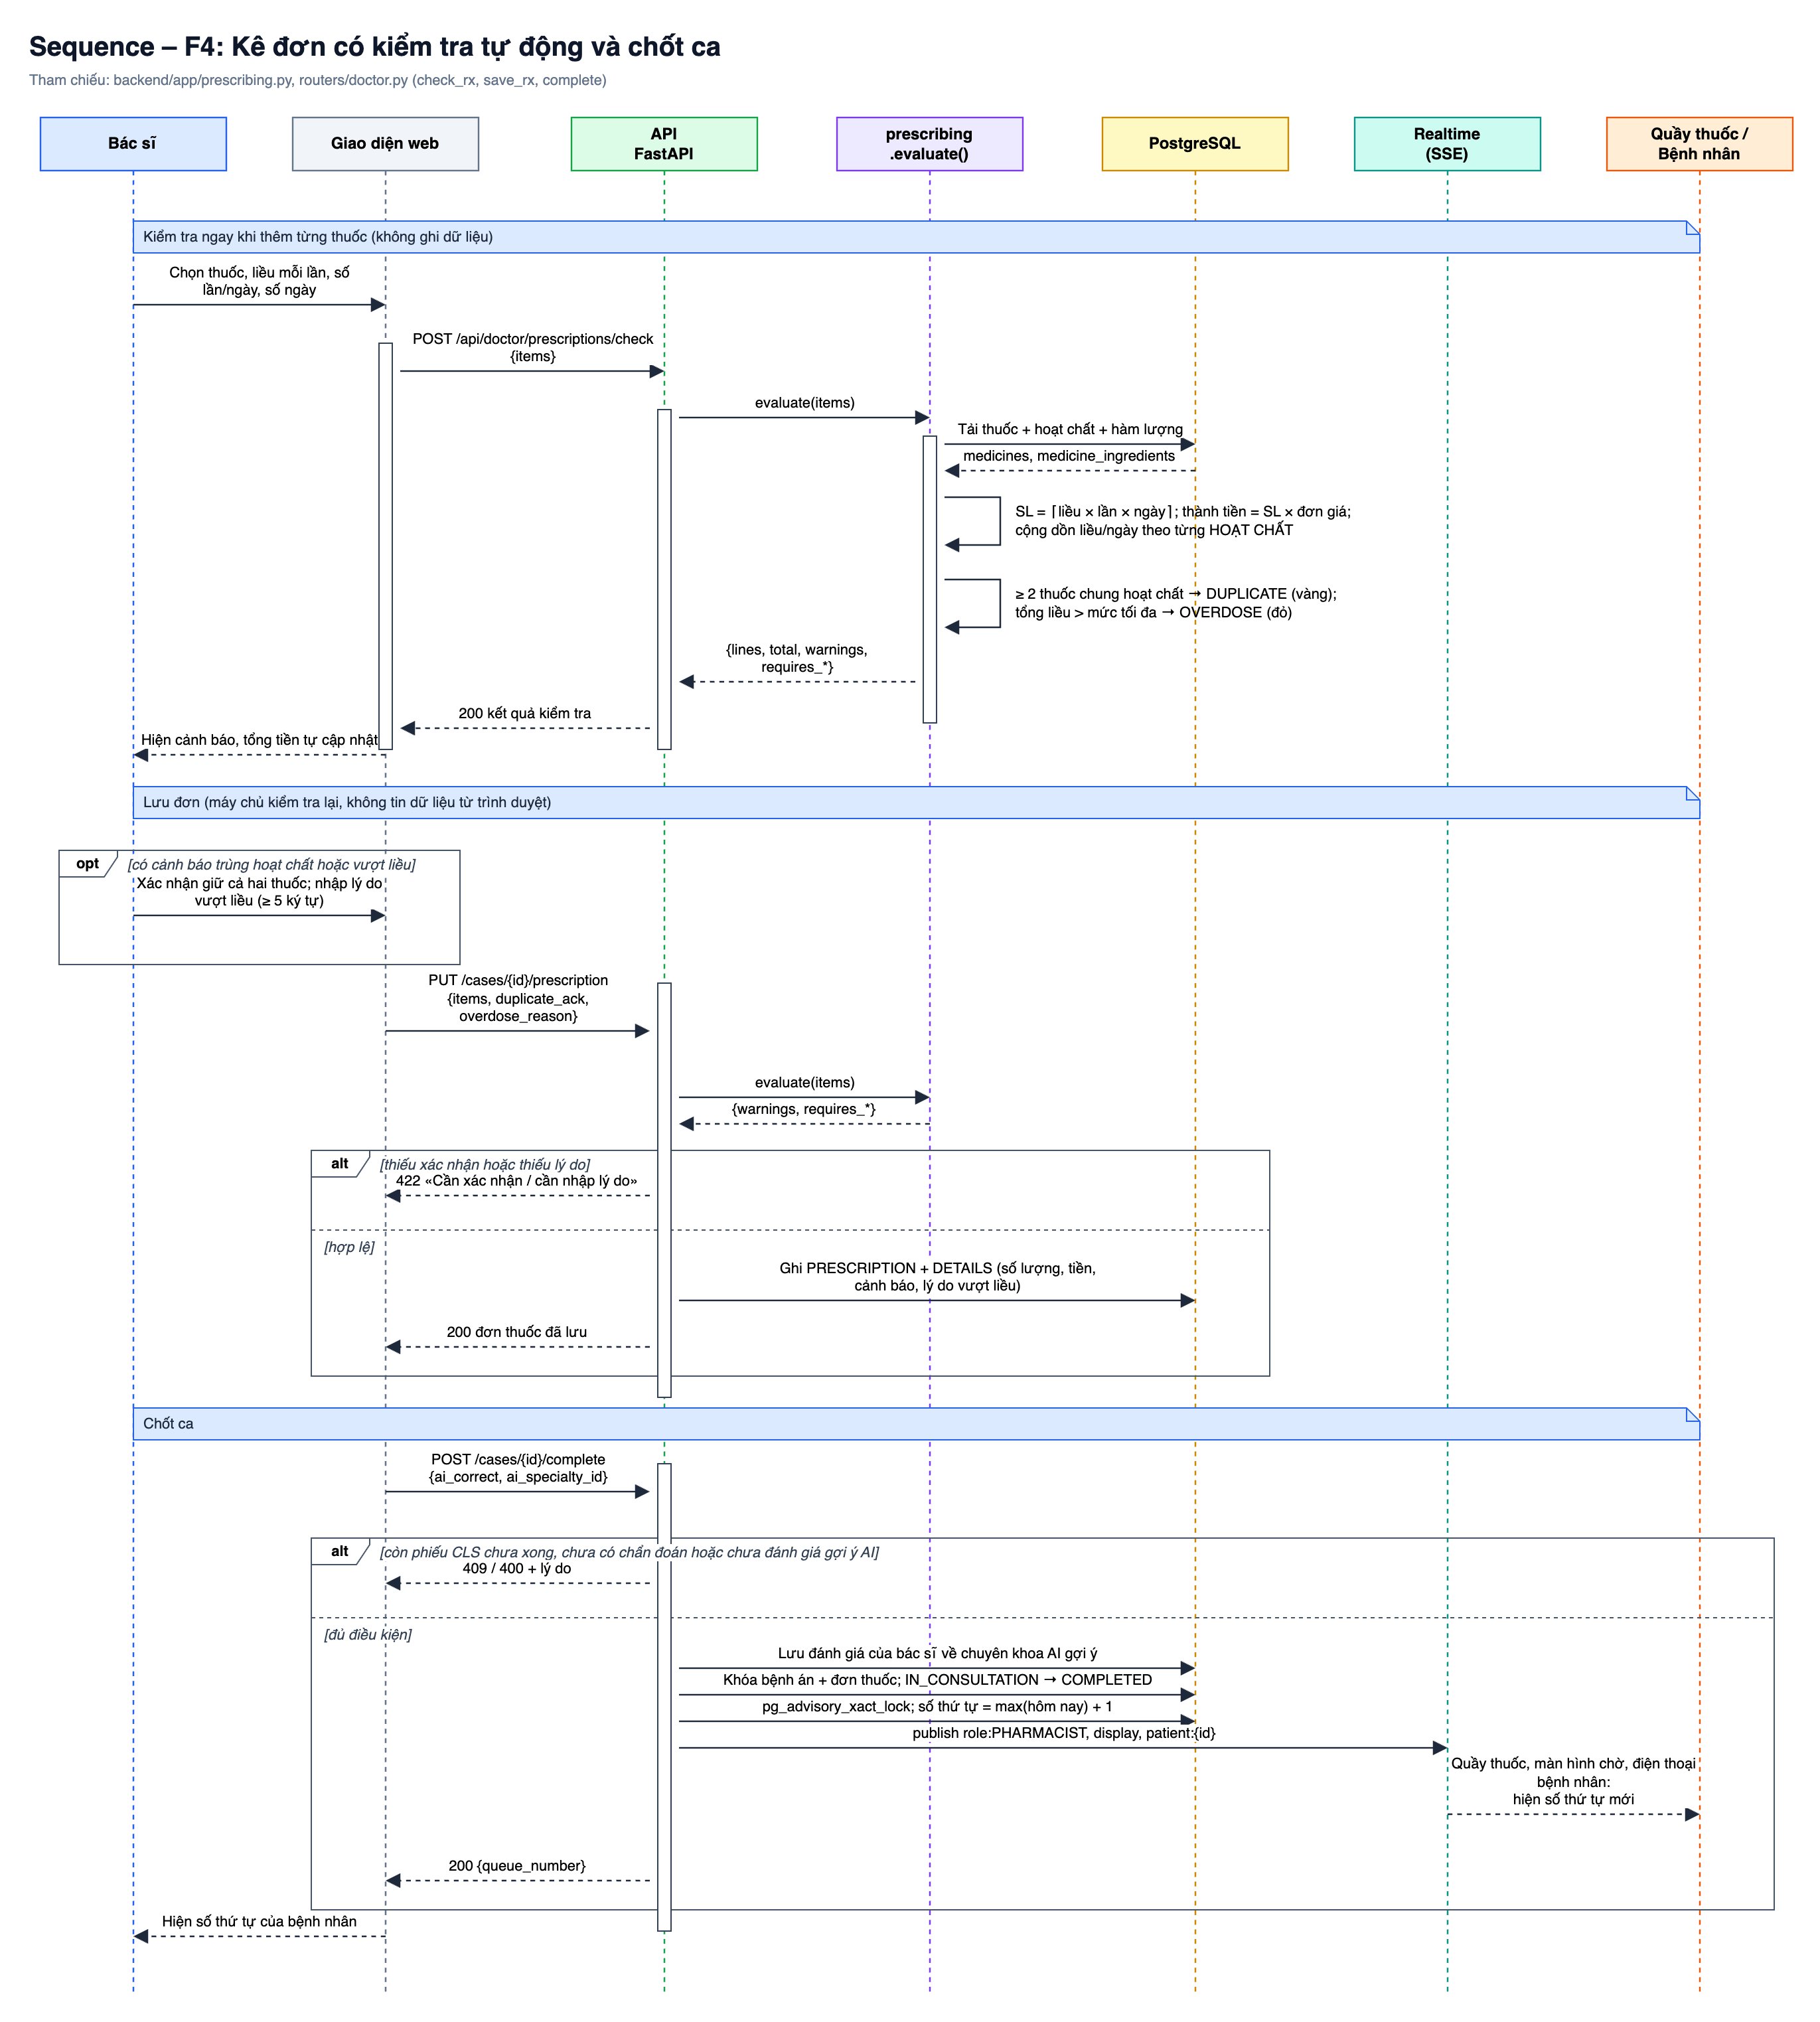 Sequence – F4: Kê đơn có kiểm tra tự động và chốt ca
Tham chiếu: backend/app/prescribing.py, routers/doctor.py (check_rx, save_rx, complete)
Bác sĩ
Giao diện web
API
FastAPI
prescribing
.evaluate()
PostgreSQL
Realtime
(SSE)
Quầy thuốc /
Bệnh nhân
Kiểm tra ngay khi thêm từng thuốc (không ghi dữ liệu)
Chọn thuốc, liều mỗi lần, số
lần/ngày, số ngày
POST /api/doctor/prescriptions/check
{items}
evaluate(items)
Tải thuốc + hoạt chất + hàm lượng
medicines, medicine_ingredients
SL = ⌈liều × lần × ngày⌉; thành tiền = SL × đơn giá;
cộng dồn liều/ngày theo từng HOẠT CHẤT
≥ 2 thuốc chung hoạt chất → DUPLICATE (vàng);
tổng liều > mức tối đa → OVERDOSE (đỏ)
{lines, total, warnings,
requires_*}
200 kết quả kiểm tra
Hiện cảnh báo, tổng tiền tự cập nhật
Lưu đơn (máy chủ kiểm tra lại, không tin dữ liệu từ trình duyệt)
opt
[có cảnh báo trùng hoạt chất hoặc vượt liều]
Xác nhận giữ cả hai thuốc; nhập lý do
vượt liều (≥ 5 ký tự)
PUT /cases/{id}/prescription
{items, duplicate_ack,
overdose_reason}
evaluate(items)
{warnings, requires_*}
alt
[thiếu xác nhận hoặc thiếu lý do]
422 «Cần xác nhận / cần nhập lý do»
[hợp lệ]
Ghi PRESCRIPTION + DETAILS (số lượng, tiền,
cảnh báo, lý do vượt liều)
200 đơn thuốc đã lưu
Chốt ca
POST /cases/{id}/complete
{ai_correct, ai_specialty_id}
alt
[còn phiếu CLS chưa xong, chưa có chẩn đoán hoặc chưa đánh giá gợi ý AI]
409 / 400 + lý do
[đủ điều kiện]
Lưu đánh giá của bác sĩ về chuyên khoa AI gợi ý
Khóa bệnh án + đơn thuốc; IN_CONSULTATION → COMPLETED
pg_advisory_xact_lock; số thứ tự = max(hôm nay) + 1
publish role:PHARMACIST, display, patient:{id}
Quầy thuốc, màn hình chờ, điện thoại
bệnh nhân:
hiện số thứ tự mới
200 {queue_number}
Hiện số thứ tự của bệnh nhân